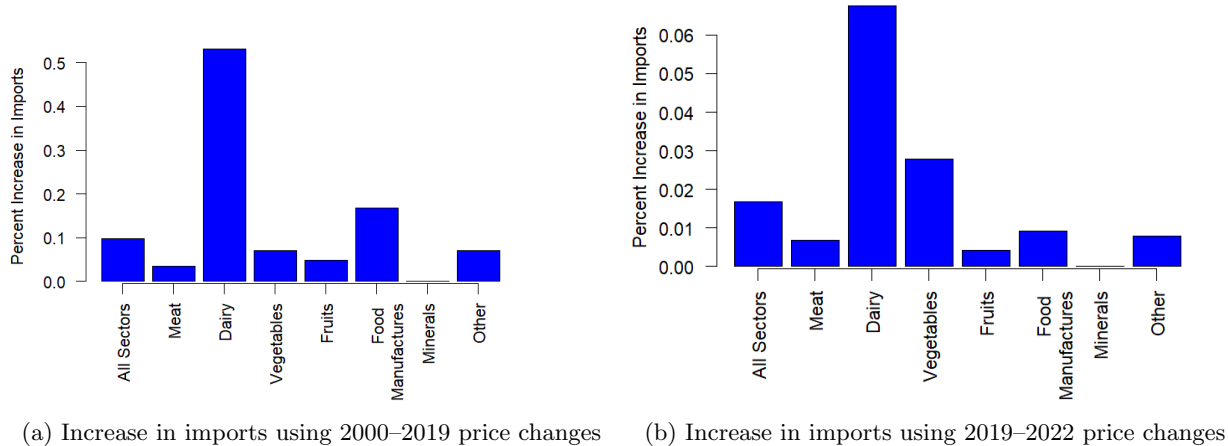 Percent Increase in Imports
0.5
0.4
0.3
0.2
0.1
0.0
All Sectors
Meat
Dairy
Vegetables
Fruits
Food
Manufactures
Minerals
Other
(a) Increase in imports using 2000–2019 price changes
Percent Increase in Imports
0.06
0.05
0.04
0.03
0.02
0.01
0.00
All Sectors
Meat
Dairy
Vegetables
Fruits
Food
Manufactures
Minerals
Other
(b) Increase in imports using 2019–2022 price changes